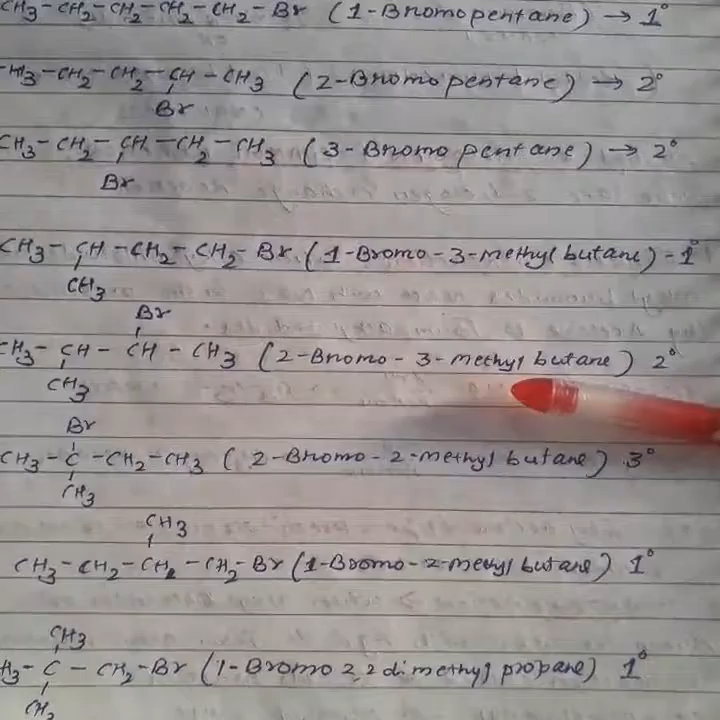 CH3-CH2-CH2-CH2-CH2-Br (1-Bromopentane) → 1°
H3-CH2-CH2-CH-CH3 (2-Bromopentane) → 2°
Br
CH3-CH2-CH-CH2-CH3 (3-Bromopentane) → 2°
Br
CH3-CH-CH2-CH2-Br (1-Bromo-3-methyl butane) - 1°
CH3
Br
CH3-CH-CH-CH3 (2-Bromo-3-methyl butane) 2°
CH3
Br
CH3-C-CH2-CH3 (2-Bromo-2-methyl butane) 3°
CH3
CH3
CH3-CH2-CH2-CH2-Br (1-Bromo-2-methyl butane) 1°
CH3
H3-C-CH2-Br (1-Bromo 2,2 dimethyl propane) 1°
CH3